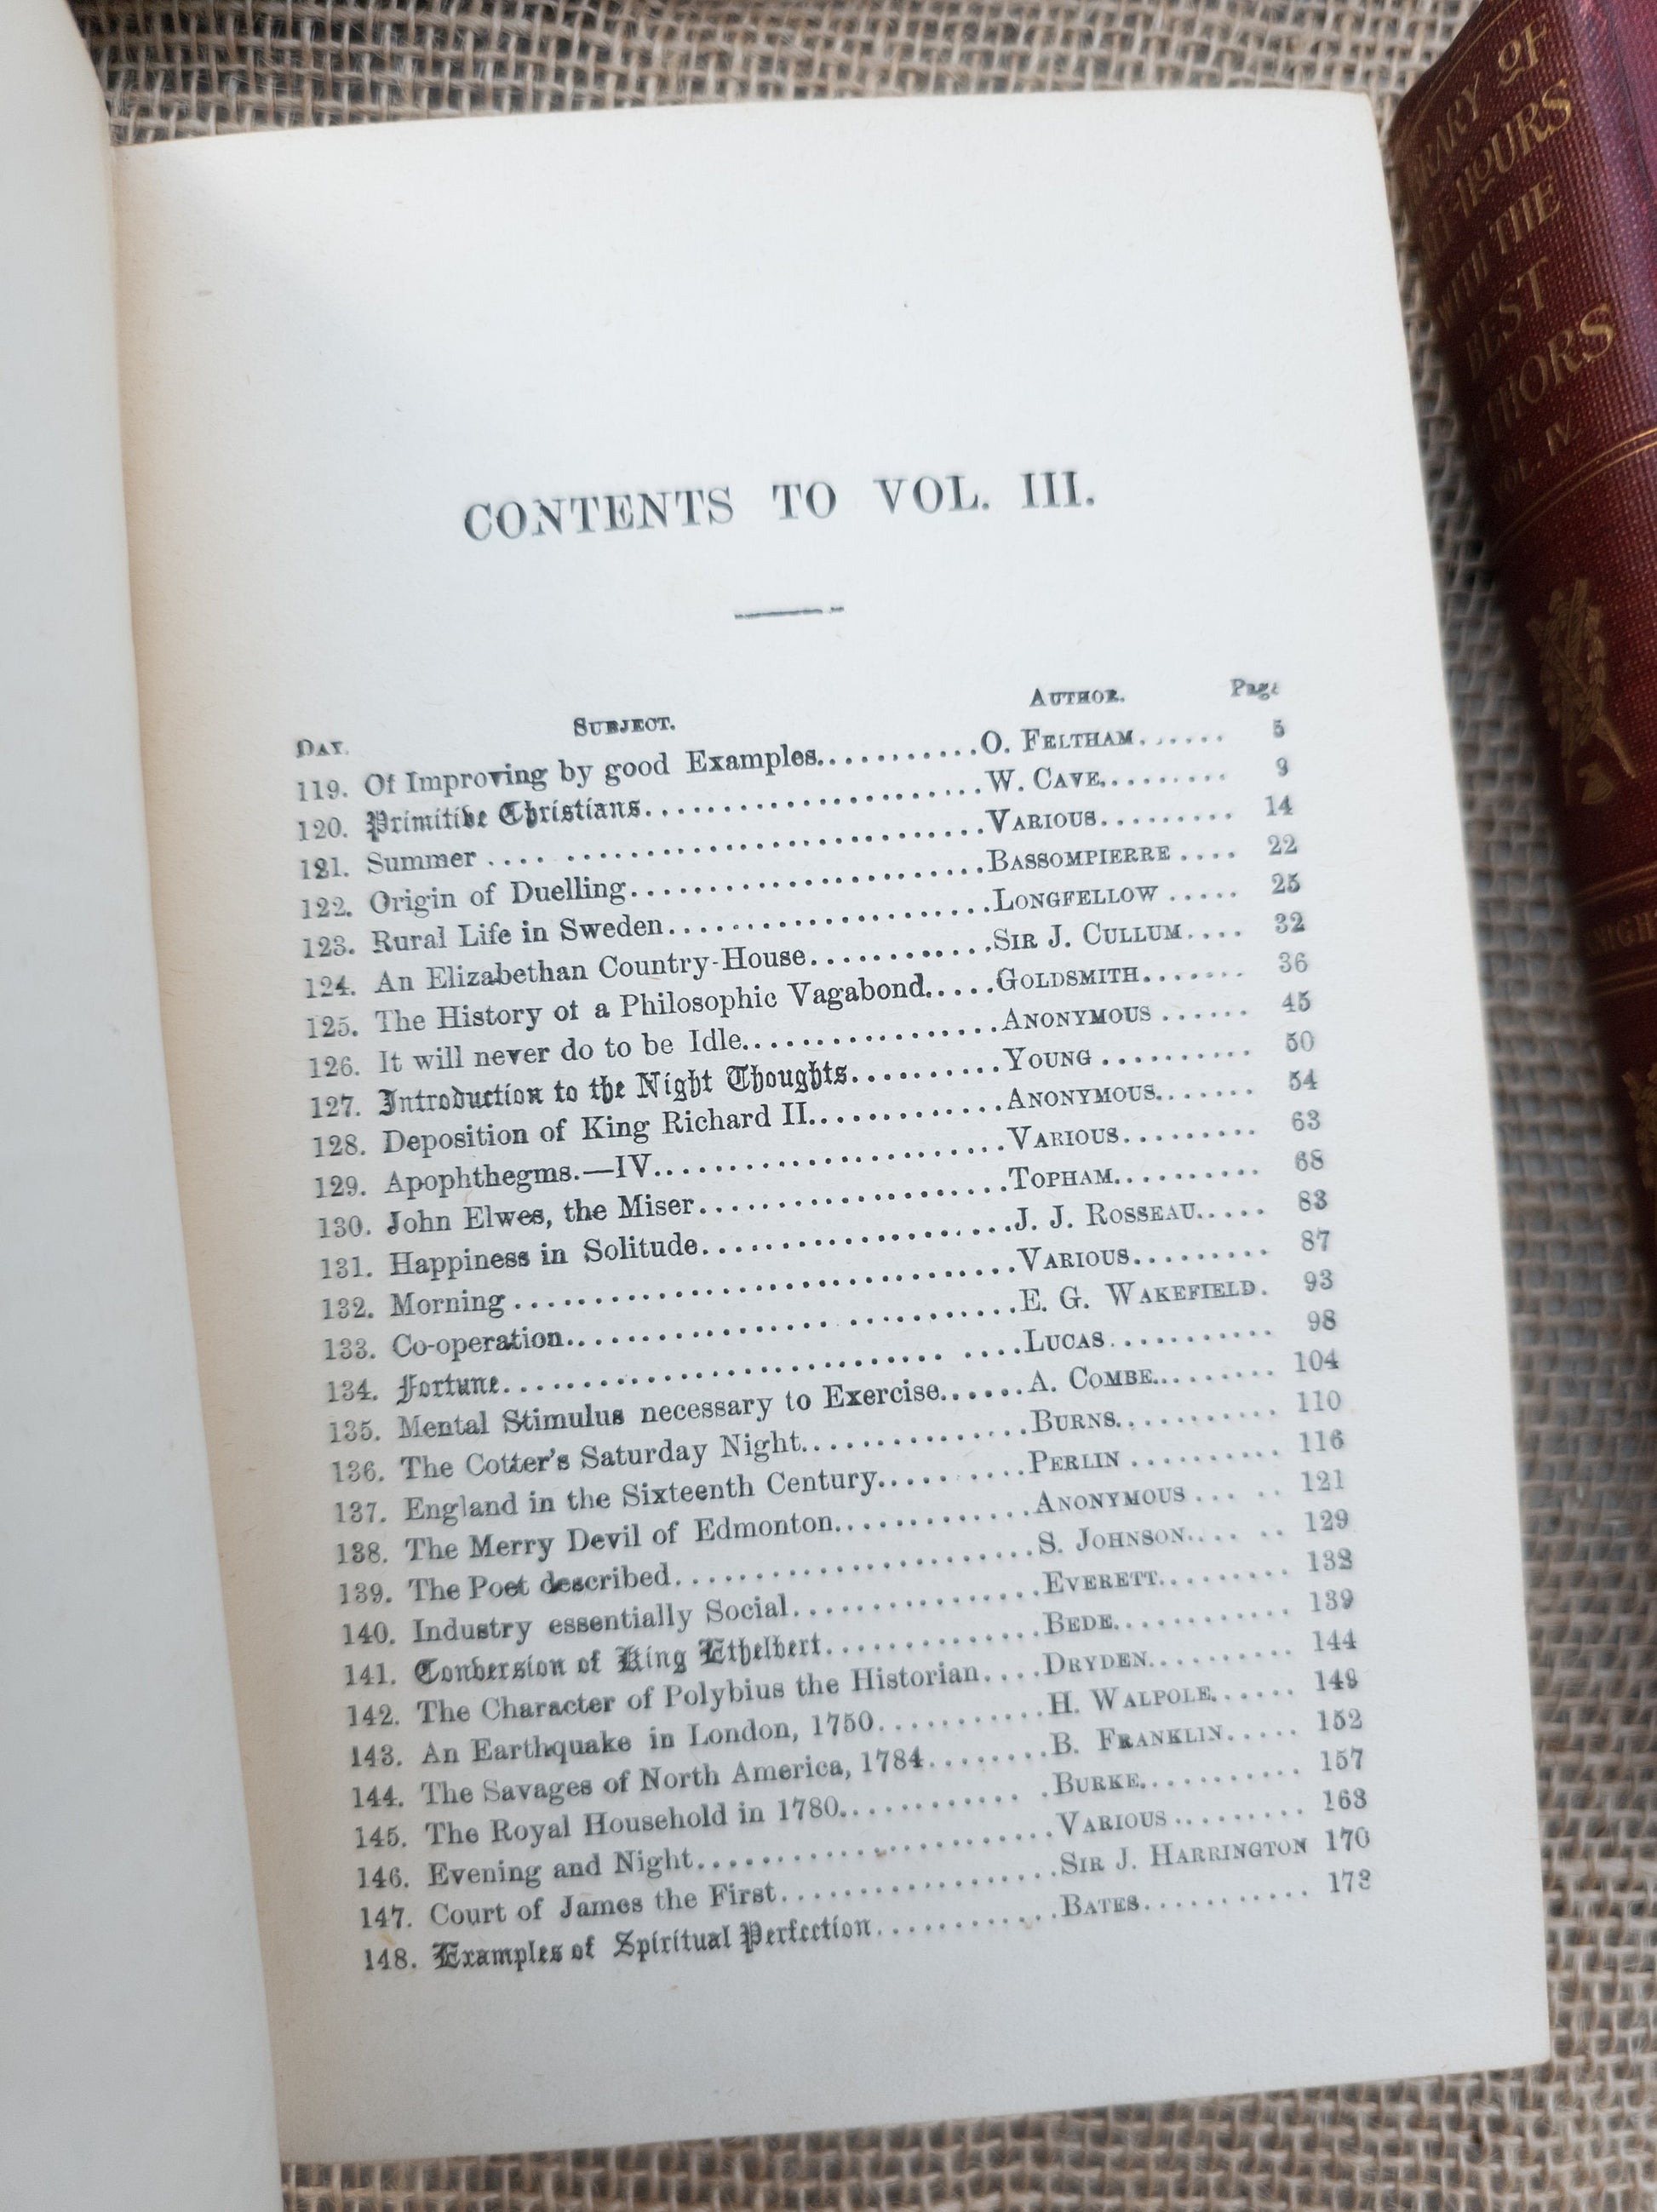 CONTENTS TO VOL. III.
DAY. SUBJECT. AUTHOR. Page
119. Of Improving by good Examples...........O. FELTHAM....... 5
120. Primitive Christians......................W. CAVE......... 9
121. Summer .... ..........................VARIOUS......... 14
122. Origin of Duelling......................BASSOMPIERRE .... 22
123. Rural Life in Sweden....................LONGFELLOW ..... 25
124. An Elizabethan Country-House............SIR J. CULLUM.... 32
125. The History of a Philosophic Vagabond.....GOLDSMITH....... 36
126. It will never do to be Idle................ANONYMOUS ...... 45
127. Introduction to the Night Thoughts..........YOUNG .......... 50
128. Deposition of King Richard II.............ANONYMOUS....... 54
129. Apophthegms.—IV......................VARIOUS......... 63
130. John Elwes, the Miser...................TOPHAM.......... 68
131. Happiness in Solitude....................J. J. ROSSEAU..... 83
132. Morning ...............................VARIOUS......... 87
133. Co-operation............................E. G. WAKEFIELD. 93
134. Fortune........................... ....LUCAS........... 98
135. Mental Stimulus necessary to Exercise......A. COMBE......... 104
136. The Cotter's Saturday Night..............BURNS........... 110
137. England in the Sixteenth Century..........PERLIN .......... 116
138. The Merry Devil of Edmonton.............ANONYMOUS ... .. 121
139. The Poet described.......................S. JOHNSON.... .. 129
140. Industry essentially Social................EVERETT......... 132
141. Conversion of King Ethelbert..............BEDE............ 139
142. The Character of Polybius the Historian....DRYDEN.......... 144
143. An Earthquake in London, 1750...........H. WALPOLE...... 149
144. The Savages of North America, 1784........B. FRANKLIN..... 152
145. The Royal Household in 1780............. .BURKE........... 157
146. Evening and Night.......................VARIOUS ......... 163
147. Court of James the First..................SIR J. HARRINGTON 170
148. Examples of Spiritual Perfection............BATES........... 173
OF
HOURS
WITH THE
BEST
VOL. IV